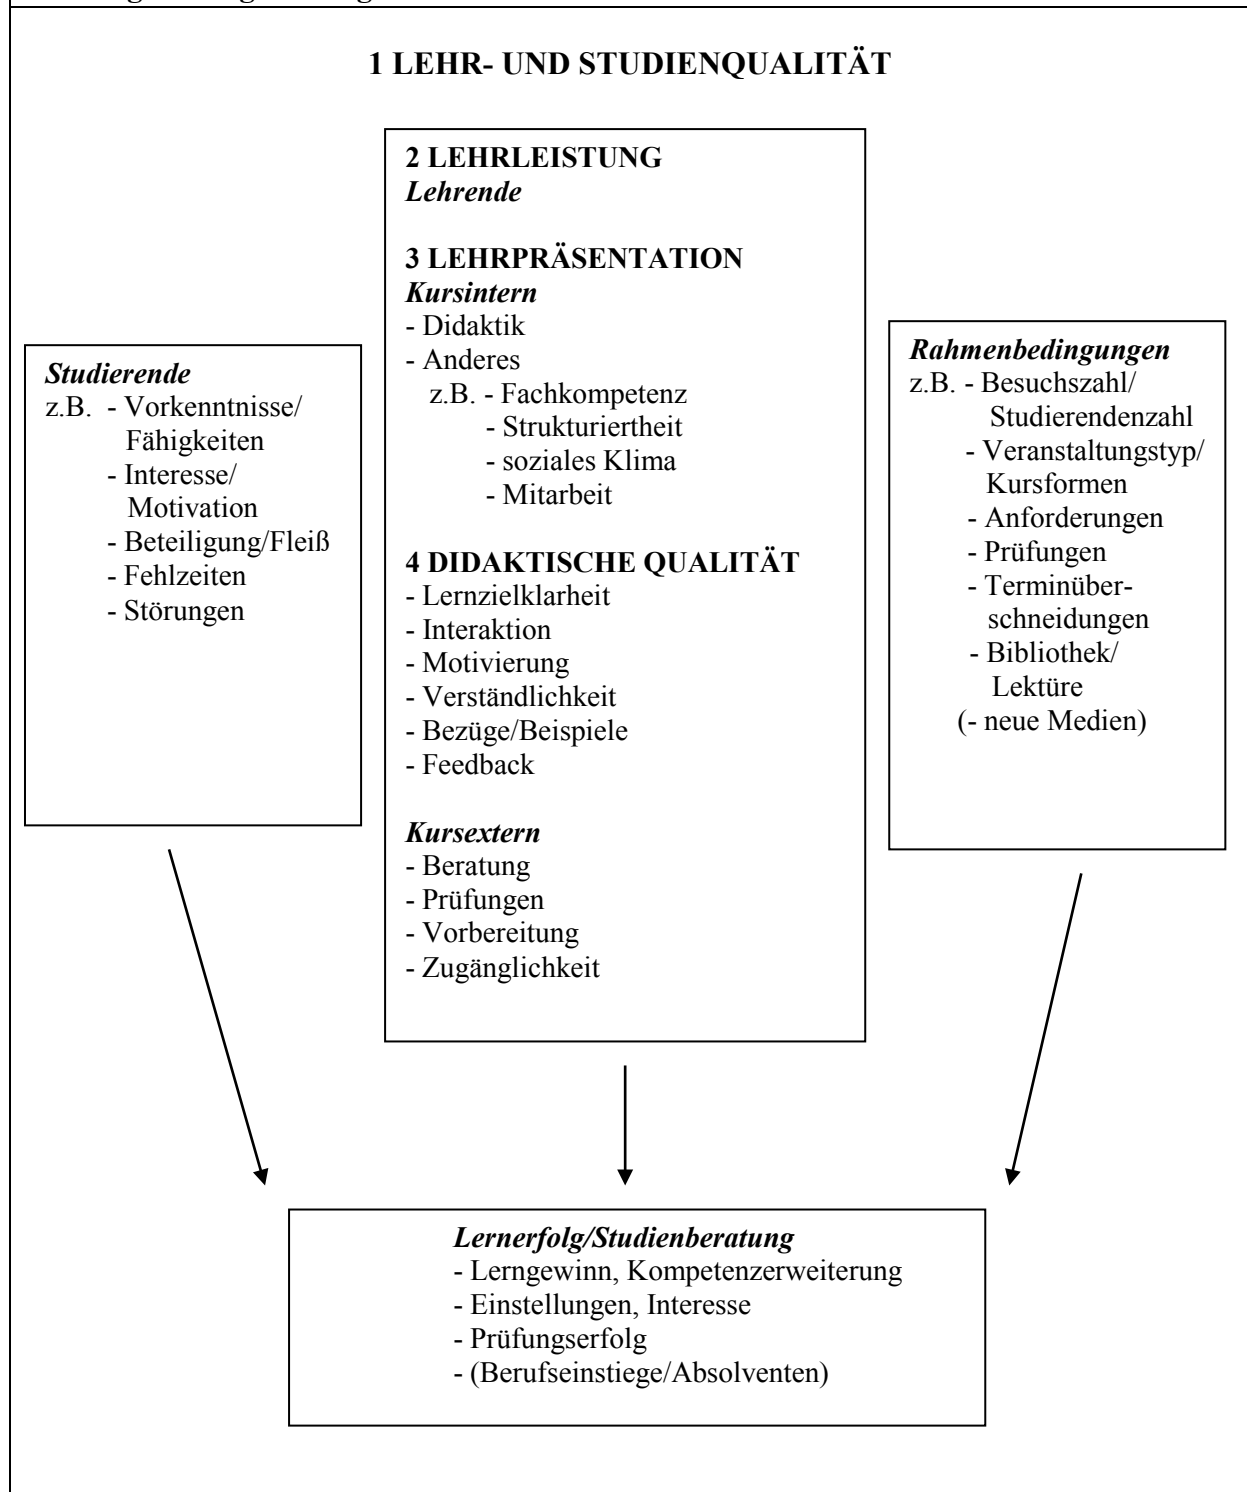 1 LEHR- UND STUDIENQUALITÄT
2 LEHRLEISTUNG
Lehrende
3 LEHRPRÄSENTATION
Kursintern
- Didaktik
- Anderes
z.B. - Fachkompetenz
- Strukturiertheit
- soziales Klima
- Mitarbeit
4 DIDAKTISCHE QUALITÄT
- Lernzielklarheit
- Interaktion
- Motivierung
- Verständlichkeit
- Bezüge/Beispiele
- Feedback
Kursextern
- Beratung
- Prüfungen
- Vorbereitung
- Zugänglichkeit
Studierende
z.B. - Vorkenntnisse/
Fähigkeiten
- Interesse/
Motivation
- Beteiligung/Fleiß
- Fehlzeiten
- Störungen
Rahmenbedingungen
z.B. - Besuchszahl/
Studierendenzahl
- Veranstaltungstyp/
Kursformen
- Anforderungen
- Prüfungen
- Terminüber-
schneidungen
- Bibliothek/
Lektüre
(- neue Medien)
Lernerfolg/Studienberatung
- Lerngewinn, Kompetenzerweiterung
- Einstellungen, Interesse
- Prüfungserfolg
- (Berufseinstiege/Absolventen)